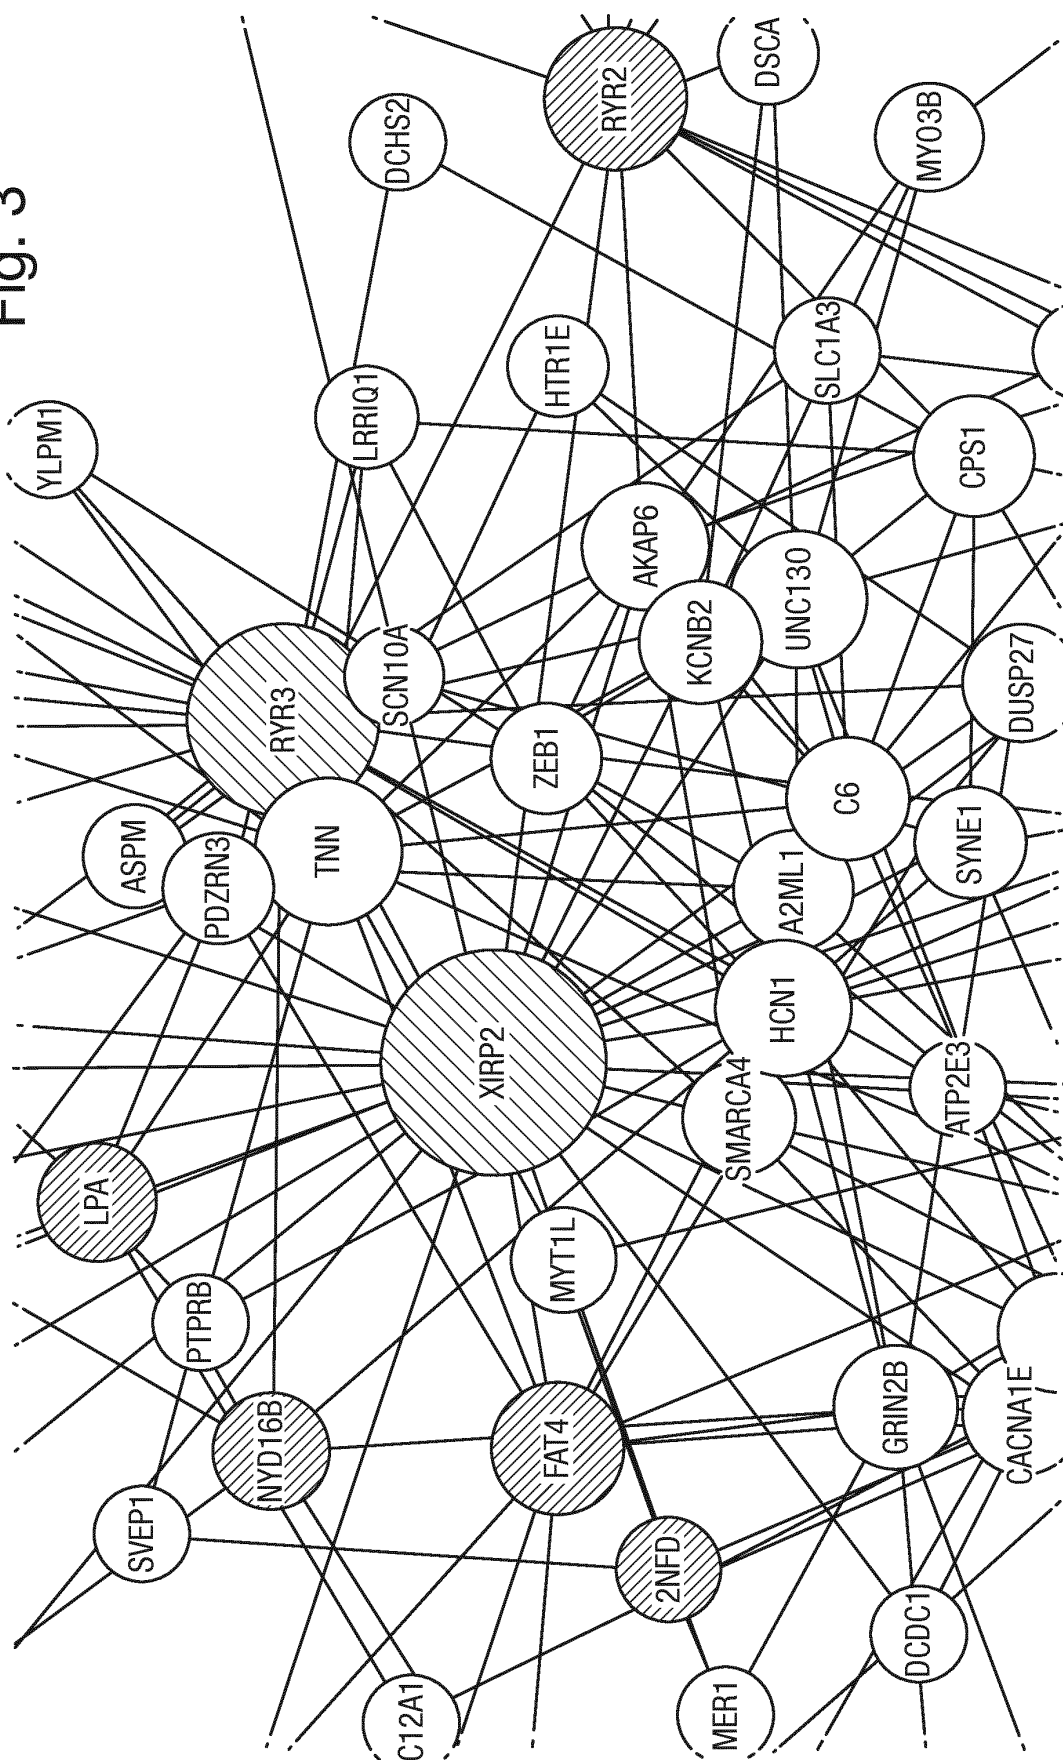 Fig. 3
YLPM1
DCHS2
RYR2
DSCA
MYO3B
LRRIQ1
HTR1E
SLC1A3
CPS1
AKAP6
UNC13O
KCNB2
SCN10A
RYR3
ZEB1
DUSP27
C6
SYNE1
A2ML1
ASPM
PDZRN3
TNN
XIRP2
HCN1
SMARCA4
ATP2E3
LPA
PTPRB
MYT1L
NYD16B
FAT4
GRIN2B
CACNA1E
SVEP1
2NFD
DCDC1
C12A1
MER1